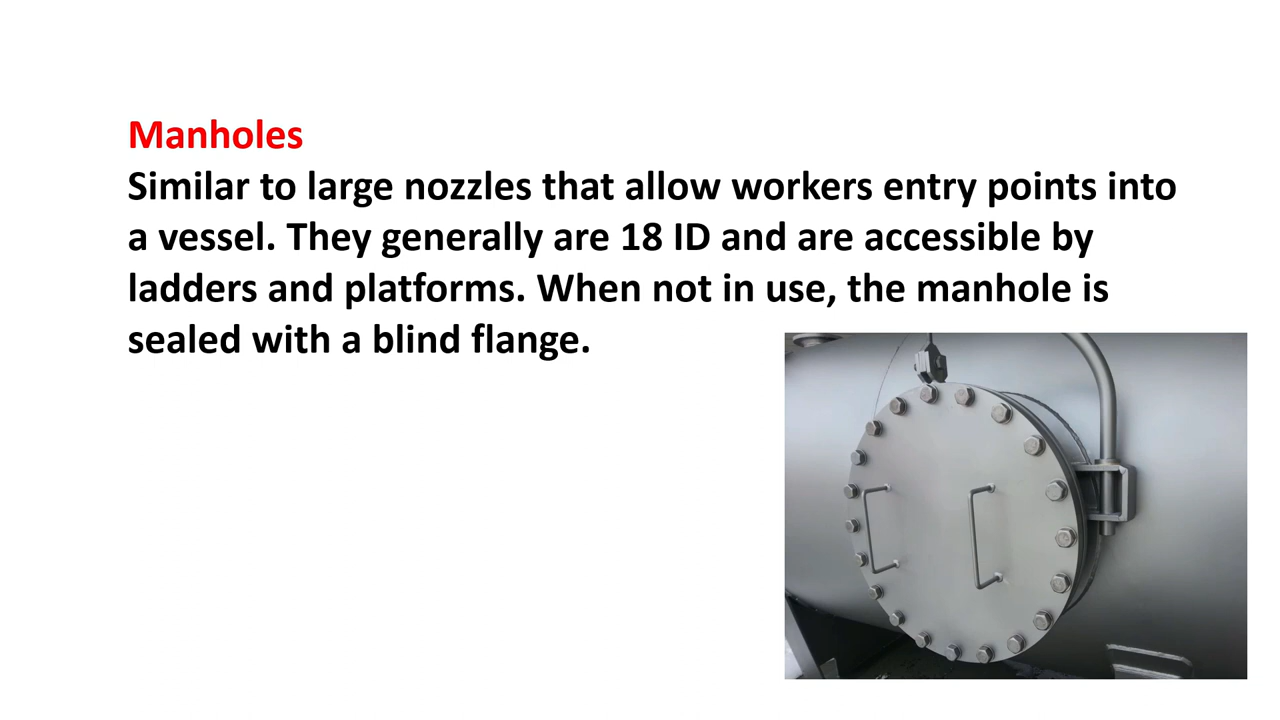 Manholes
Similar to large nozzles that allow workers entry points into
a vessel. They generally are 18 ID and are accessible by
ladders and platforms. When not in use, the manhole is
sealed with a blind flange.